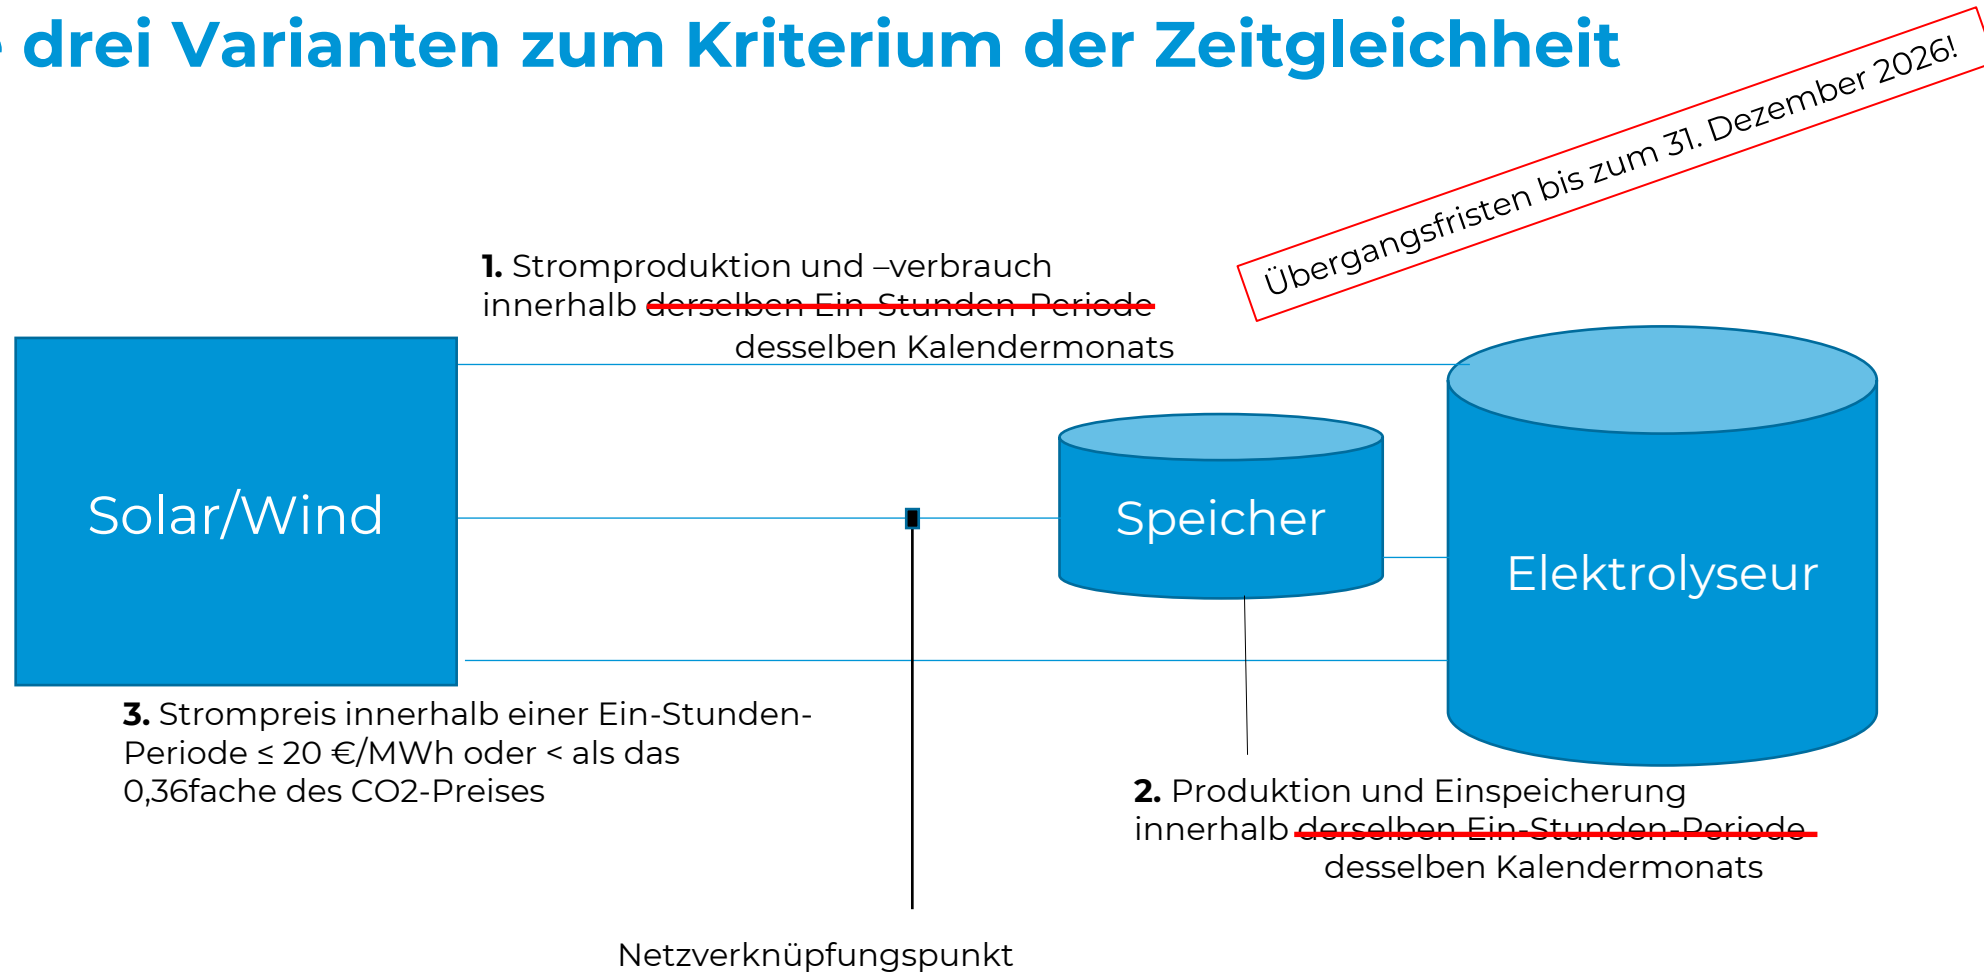 drei Varianten zum Kriterium der Zeitgleichheit
Übergangsfristen bis zum 31. Dezember 2026!
1. Stromproduktion und –verbrauch
innerhalb derselben Ein-Stunden-Periode
desselben Kalendermonats
Solar/Wind
Speicher
Elektrolyseur
3. Strompreis innerhalb einer Ein-Stunden-
Periode ≤ 20 €/MWh oder < als das
0,36fache des CO2-Preises
2. Produktion und Einspeicherung
innerhalb derselben Ein-Stunden-Periode
desselben Kalendermonats
Netzverknüpfungspunkt